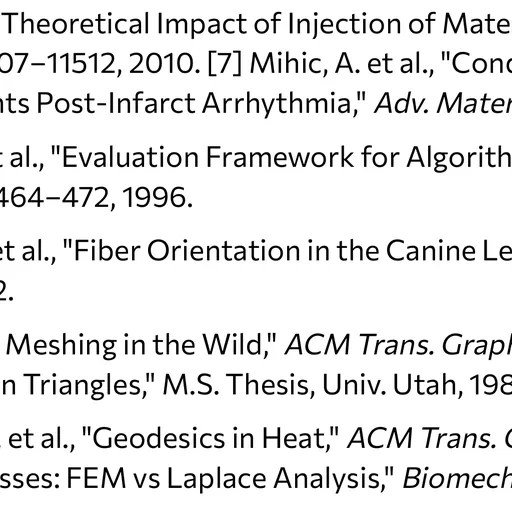 Theoretical Impact of Injection of Mate
07–11512, 2010. [7] Mihic, A. et al., "Cond
nts Post-Infarct Arrhythmia," Adv. Mater
t al., "Evaluation Framework for Algorith
464–472, 1996.
et al., "Fiber Orientation in the Canine Le
2.
Meshing in the Wild," ACM Trans. Graph
n Triangles," M.S. Thesis, Univ. Utah, 198
. et al., "Geodesics in Heat," ACM Trans. G
sses: FEM vs Laplace Analysis," Biomech